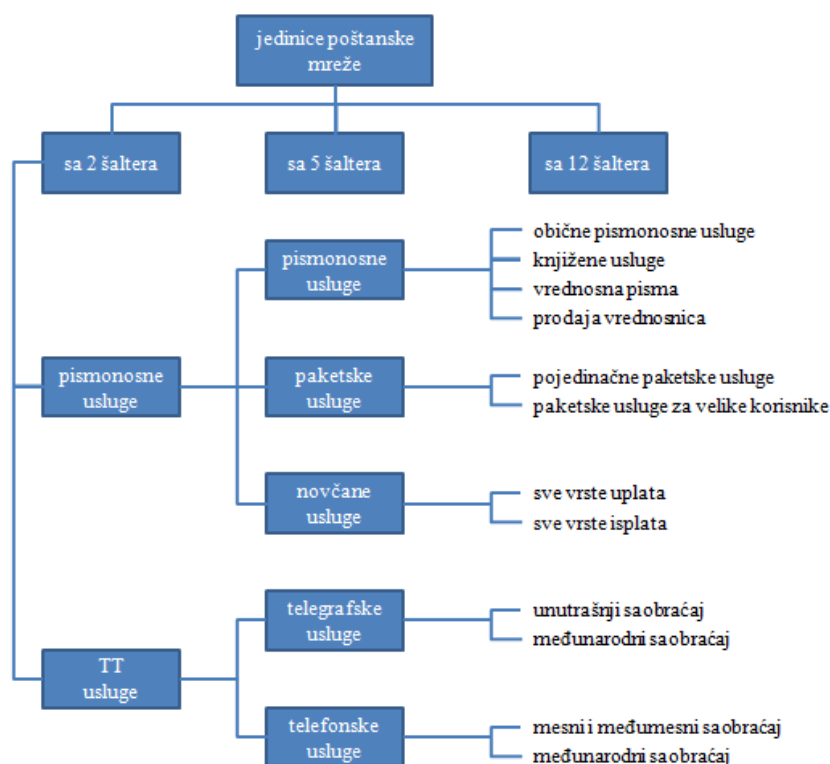 jedinice poštanske
mreže
sa 2 šaltera
sa 5 šaltera
sa 12 šaltera
pismonosne
usluge
pismonosne
usluge
obične pismonosne usluge
knjižene usluge
vrednosna pisma
prodaja vrednosnica
paketske
usluge
pojedinačne paketske usluge
paketske usluge za velike korisnike
novčane
usluge
sve vrste uplata
sve vrste isplata
TT
usluge
telegrafske
usluge
unutrašnji saobraćaj
međunarodni saobraćaj
telefonske
usluge
mesni i međumesni saobraćaj
međunarodni saobraćaj